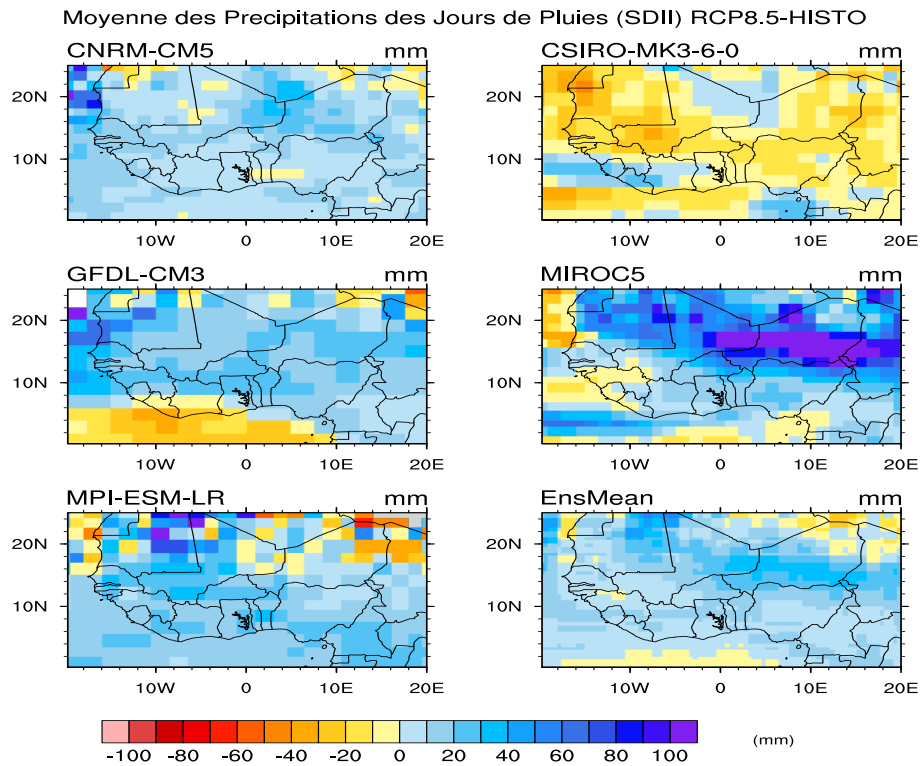 Moyenne des Precipitations des Jours de Pluies (SDII) RCP8.5-HISTO
CNRM-CM5 mm
20N
10N
10W 0 10E 20E
CSIRO-MK3-6-0 mm
20N
10N
10W 0 10E 20E
GFDL-CM3 mm
20N
10N
10W 0 10E 20E
MIROC5 mm
20N
10N
10W 0 10E 20E
MPI-ESM-LR mm
20N
10N
10W 0 10E 20E
EnsMean mm
20N
10N
10W 0 10E 20E
-100 -80 -60 -40 -20 0 20 40 60 80 100 (mm)